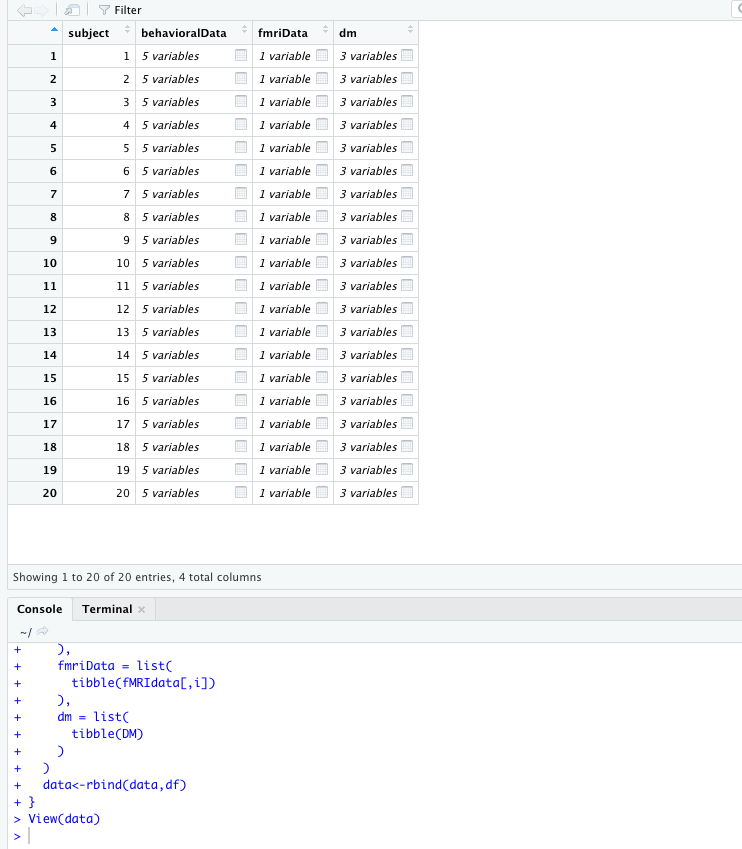 Filter
subject behavioralData fmriData dm
1 1 5 variables 1 variable 3 variables
2 2 5 variables 1 variable 3 variables
3 3 5 variables 1 variable 3 variables
4 4 5 variables 1 variable 3 variables
5 5 5 variables 1 variable 3 variables
6 6 5 variables 1 variable 3 variables
7 7 5 variables 1 variable 3 variables
8 8 5 variables 1 variable 3 variables
9 9 5 variables 1 variable 3 variables
10 10 5 variables 1 variable 3 variables
11 11 5 variables 1 variable 3 variables
12 12 5 variables 1 variable 3 variables
13 13 5 variables 1 variable 3 variables
14 14 5 variables 1 variable 3 variables
15 15 5 variables 1 variable 3 variables
16 16 5 variables 1 variable 3 variables
17 17 5 variables 1 variable 3 variables
18 18 5 variables 1 variable 3 variables
19 19 5 variables 1 variable 3 variables
20 20 5 variables 1 variable 3 variables
Showing 1 to 20 of 20 entries, 4 total columns
Console Terminal ×
~/
+     ),
+     fmriData = list(
+       tibble(fMRIdata[,i])
+     ),
+     dm = list(
+       tibble(DM)
+     )
+   )
+   data<-rbind(data,df)
+ }
> View(data)
>